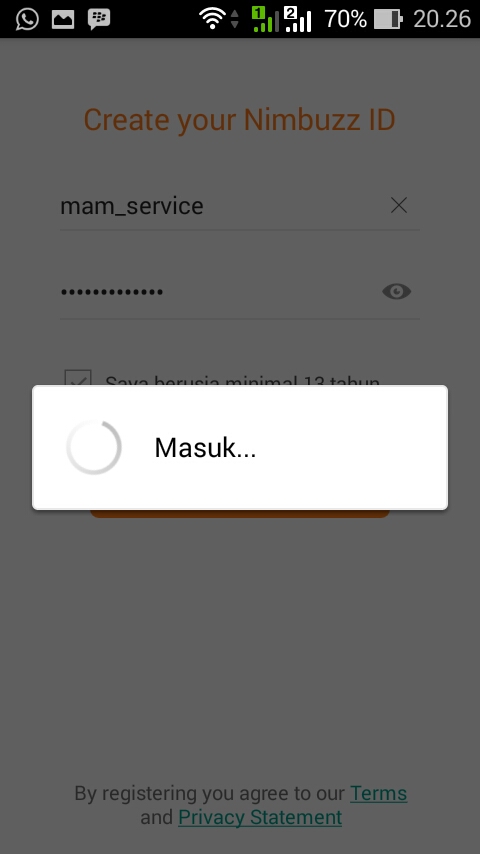 1 2 70% 20.26
Create your Nimbuzz ID
mam_service
•••••••••••••
Saya berusia minimal 13 tahun
Masuk...
By registering you agree to our Terms
and Privacy Statement